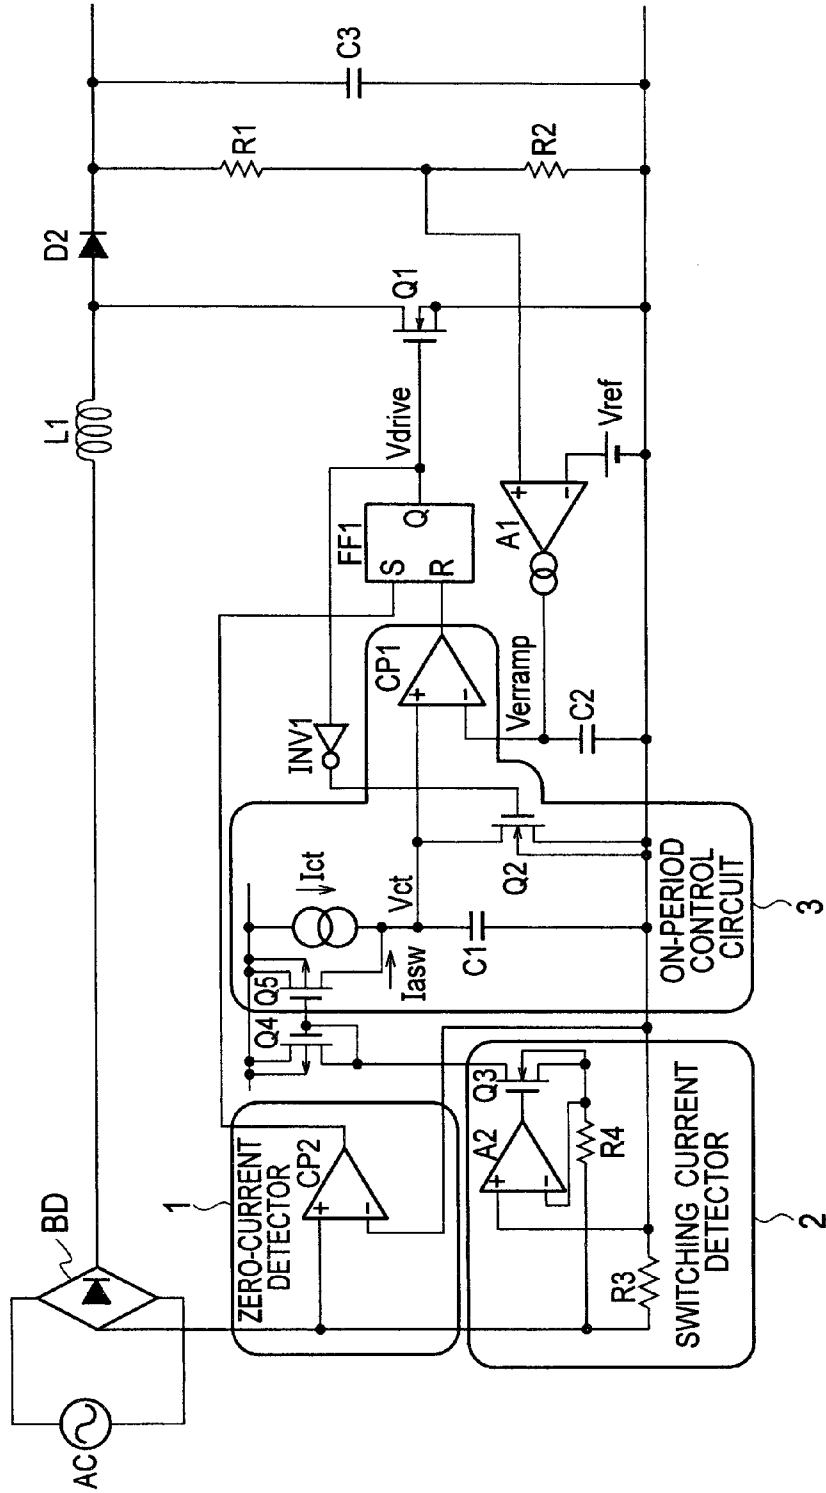 AC
BD
L1
D2
R1
C3
R2
Q1
Vdrive
FF1
S
Q
R
A1
+
-
Vref
INV1
CP1
+
-
Verramp
C2
Q2
Ict
Vct
Iasw
C1
Q5
Q4
ON-PERIOD
CONTROL
CIRCUIT
3
1
ZERO-CURRENT
DETECTOR
CP2
+
-
Q3
A2
+
-
R4
R3
SWITCHING CURRENT
DETECTOR
2